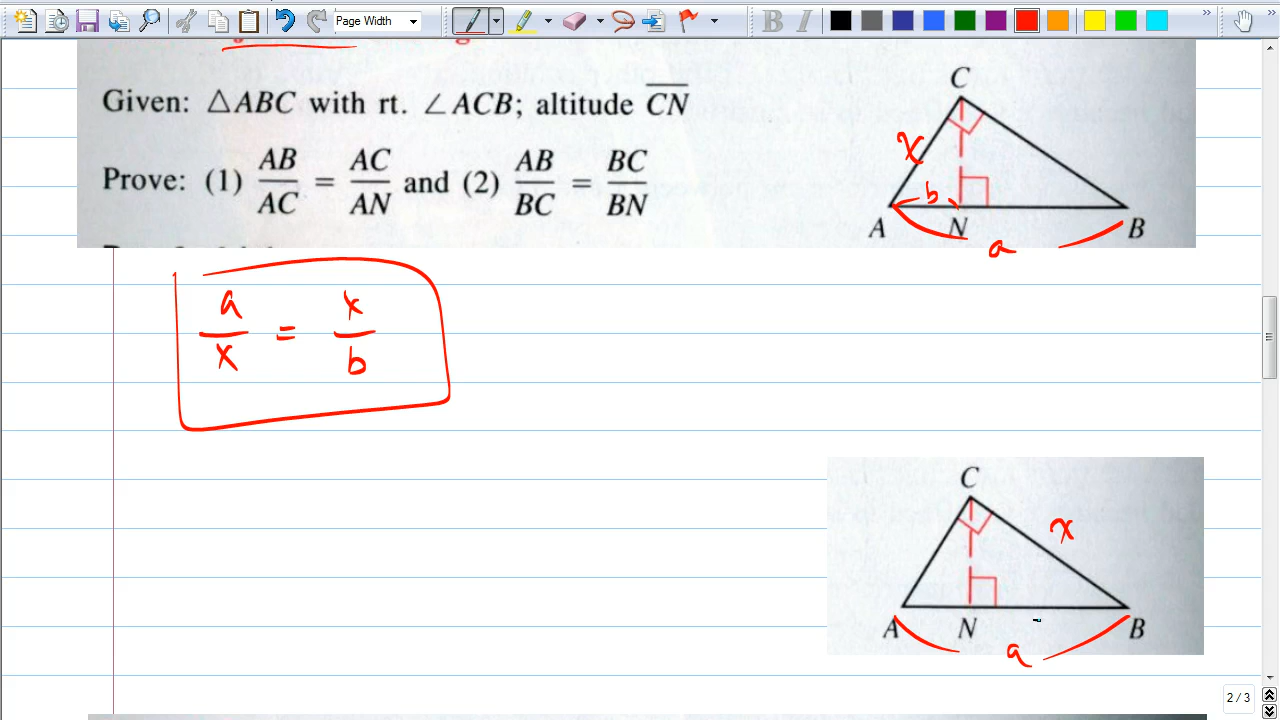 Page Width
B I
Given: △ABC with rt. ∠ACB; altitude \overline{CN}
Prove: (1) AB/AC = AC/AN and (2) AB/BC = BC/BN
C
x
b
A N B
a
a/x = x/b
C
x
A N B
a
2 / 3